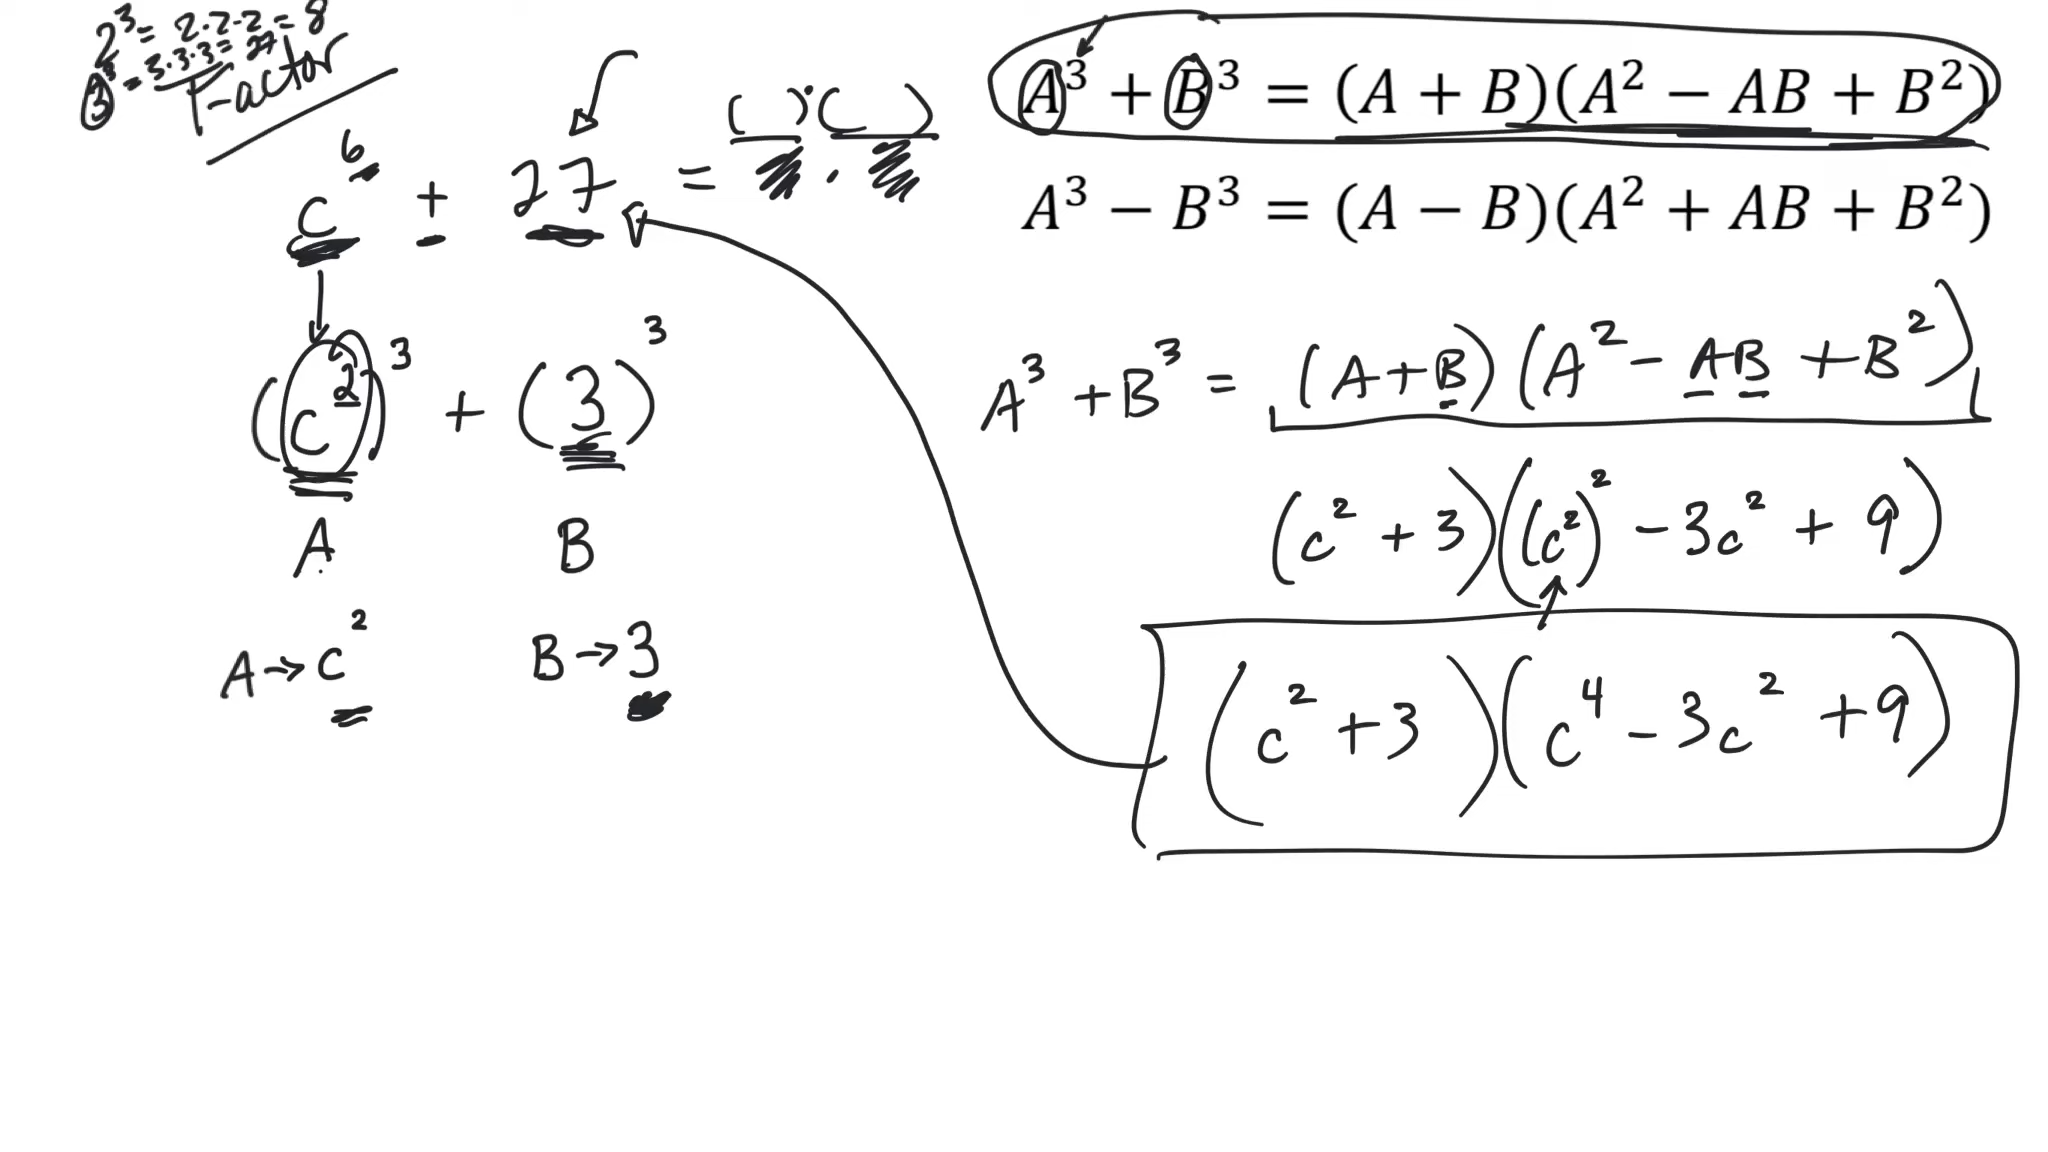 2³ = 2·2·2 = 8
3³ = 3·3·3 = 27
Factor
c⁶ + 27 = ( )·( )
·
(c²)³ + (3)³
A B
A → c² B → 3
A³ + B³ = (A + B)(A² − AB + B²)
A³ − B³ = (A − B)(A² + AB + B²)
A³ + B³ = (A + B)(A² − AB + B²)
(c² + 3)((c²)² − 3c² + 9)
(c² + 3)(c⁴ − 3c² + 9)